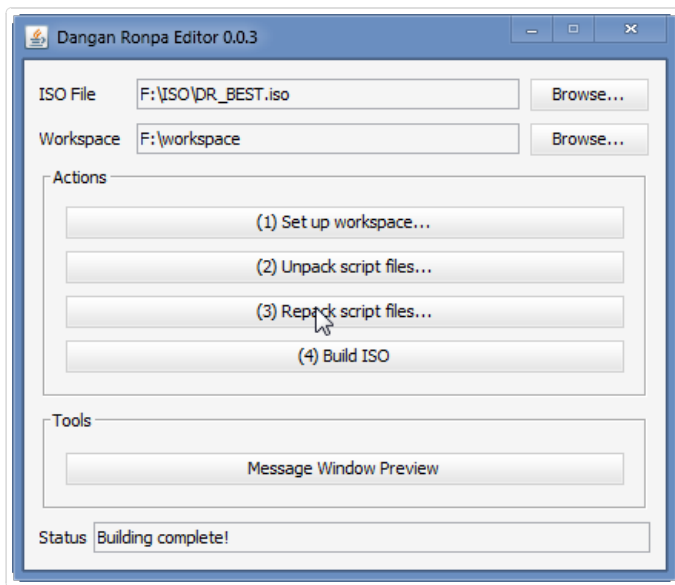 Dangan Ronpa Editor 0.0.3
ISO File F:\ISO\DR_BEST.iso Browse...
Workspace F:\workspace Browse...
Actions
(1) Set up workspace...
(2) Unpack script files...
(3) Repack script files...
(4) Build ISO
Tools
Message Window Preview
Status Building complete!